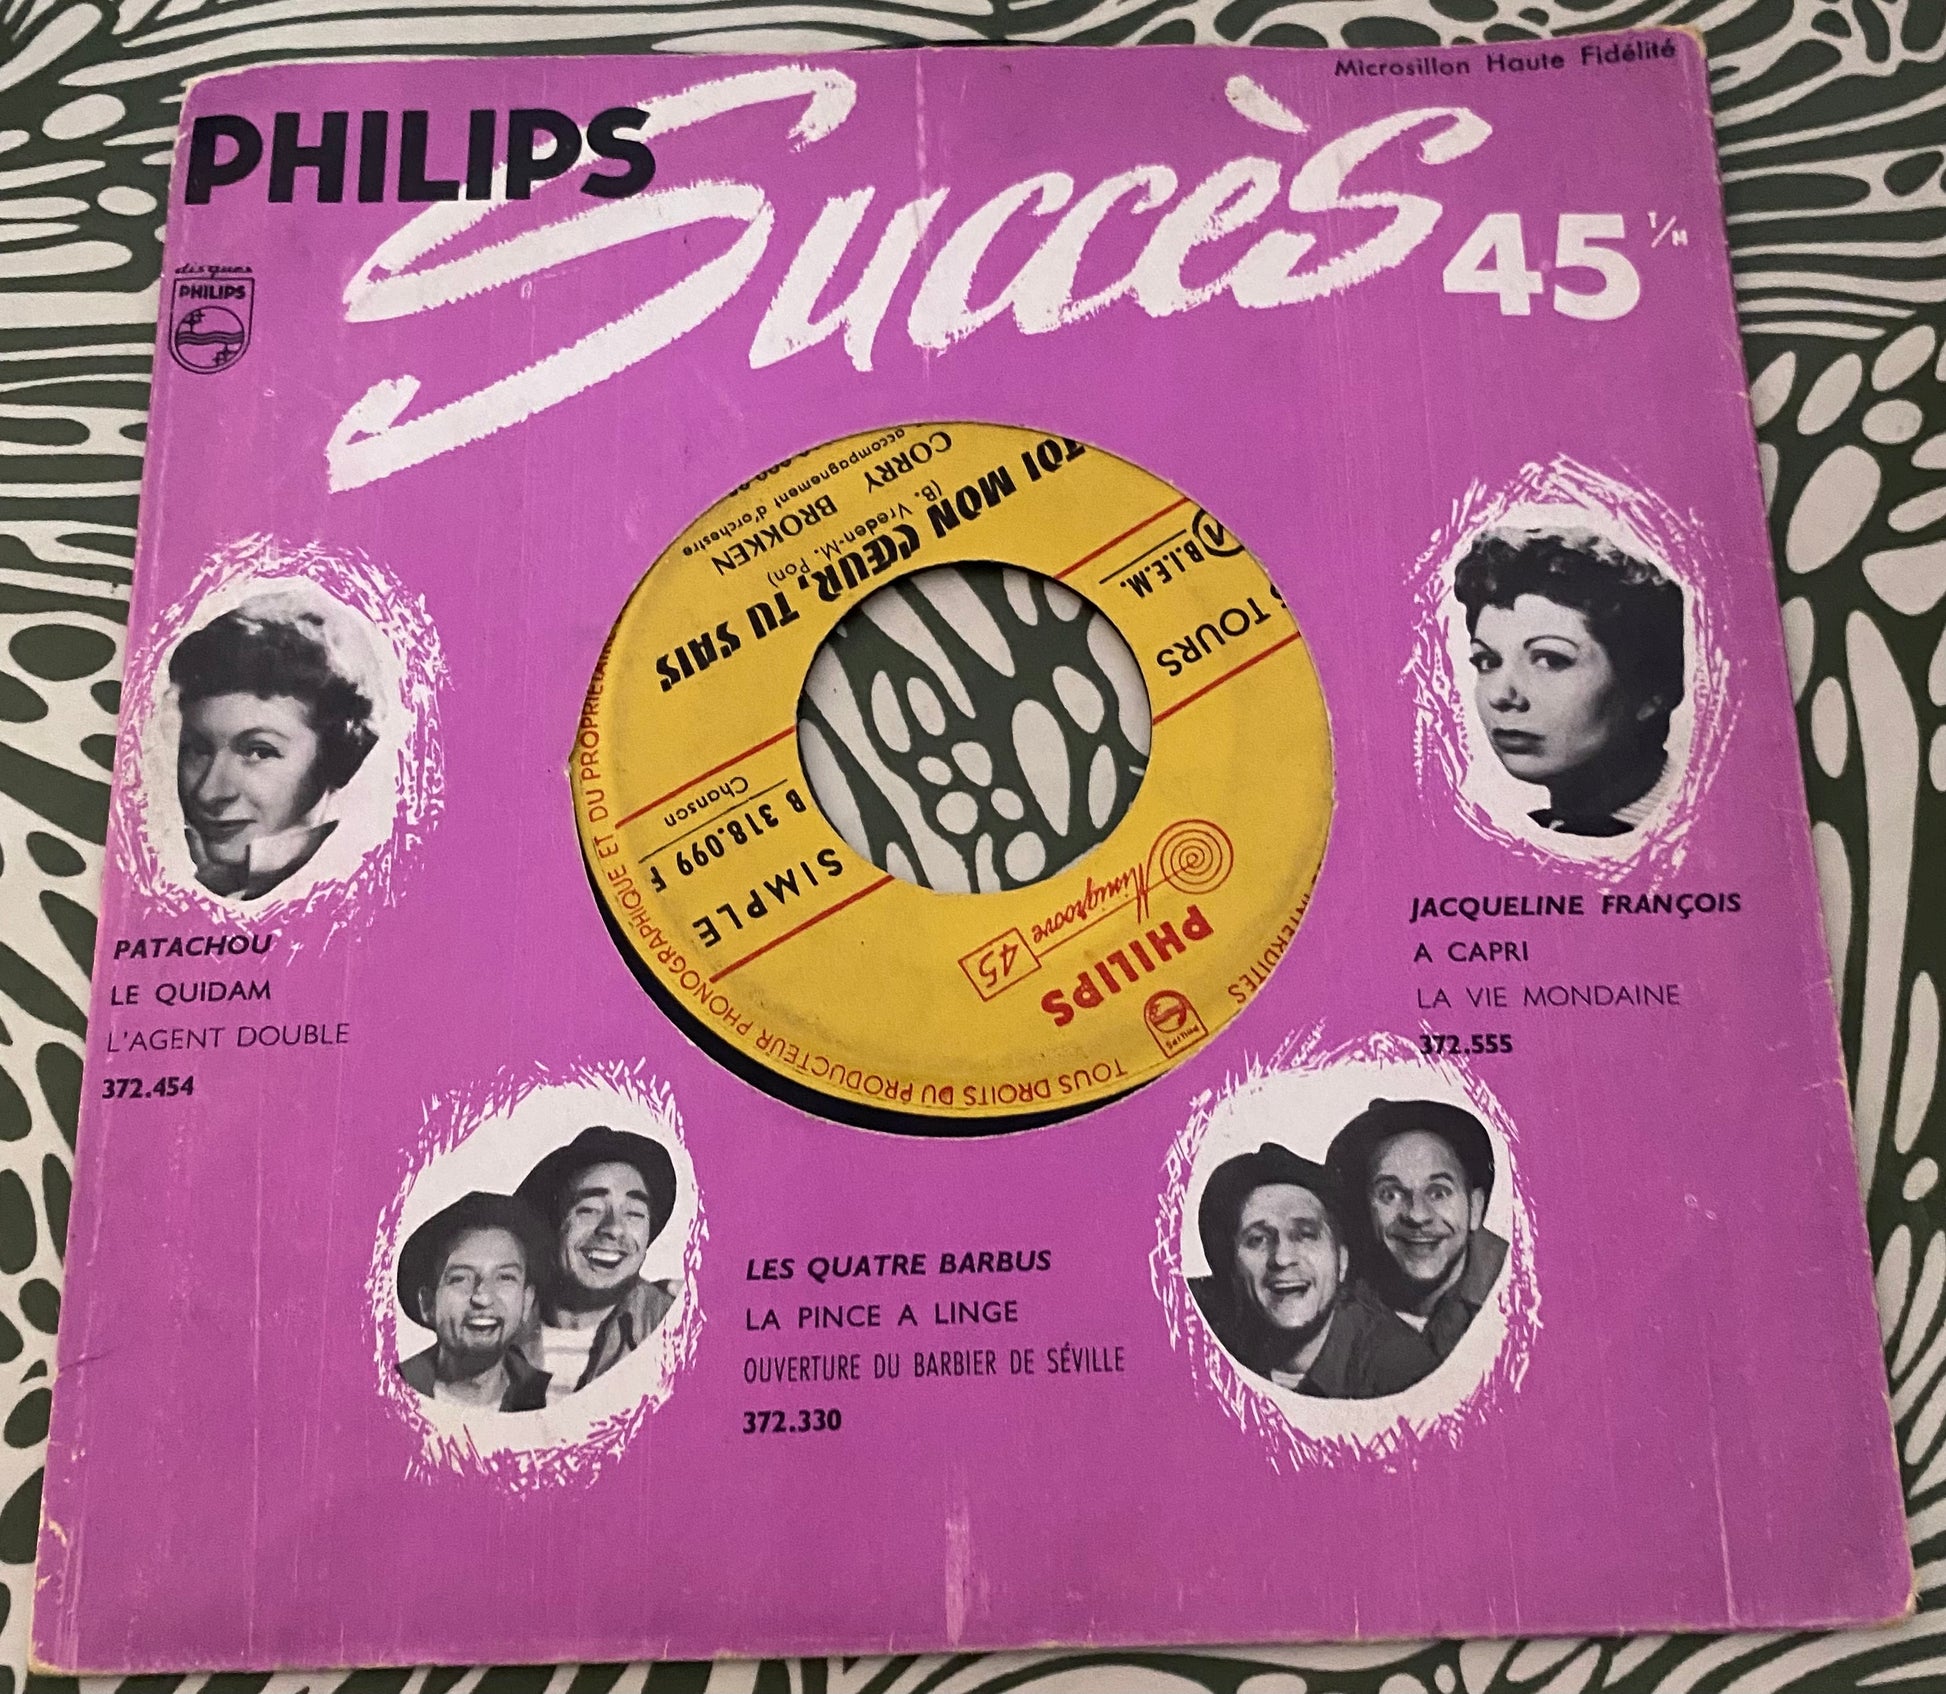 Microsillon Haute Fidélité
PHILIPS
Succès 45 T/M
disques
PHILIPS
TOI MON CŒUR, TU SAIS
(B. Vreden-M. Pon)
CORRY BROKKEN
accompagnement d'orchestre
B.I.E.M.
TOURS
SIMPLE
B 318.099 F
Chanson
PHILIPS
Minigroove 45
PHILIPS
TOUS DROITS DU PRODUCTEUR PHONOGRAPHIQUE ET DU PROPRIETAIRE
INTERDITES
PATACHOU
LE QUIDAM
L'AGENT DOUBLE
372.454
JACQUELINE FRANÇOIS
A CAPRI
LA VIE MONDAINE
372.555
LES QUATRE BARBUS
LA PINCE A LINGE
OUVERTURE DU BARBIER DE SÉVILLE
372.330